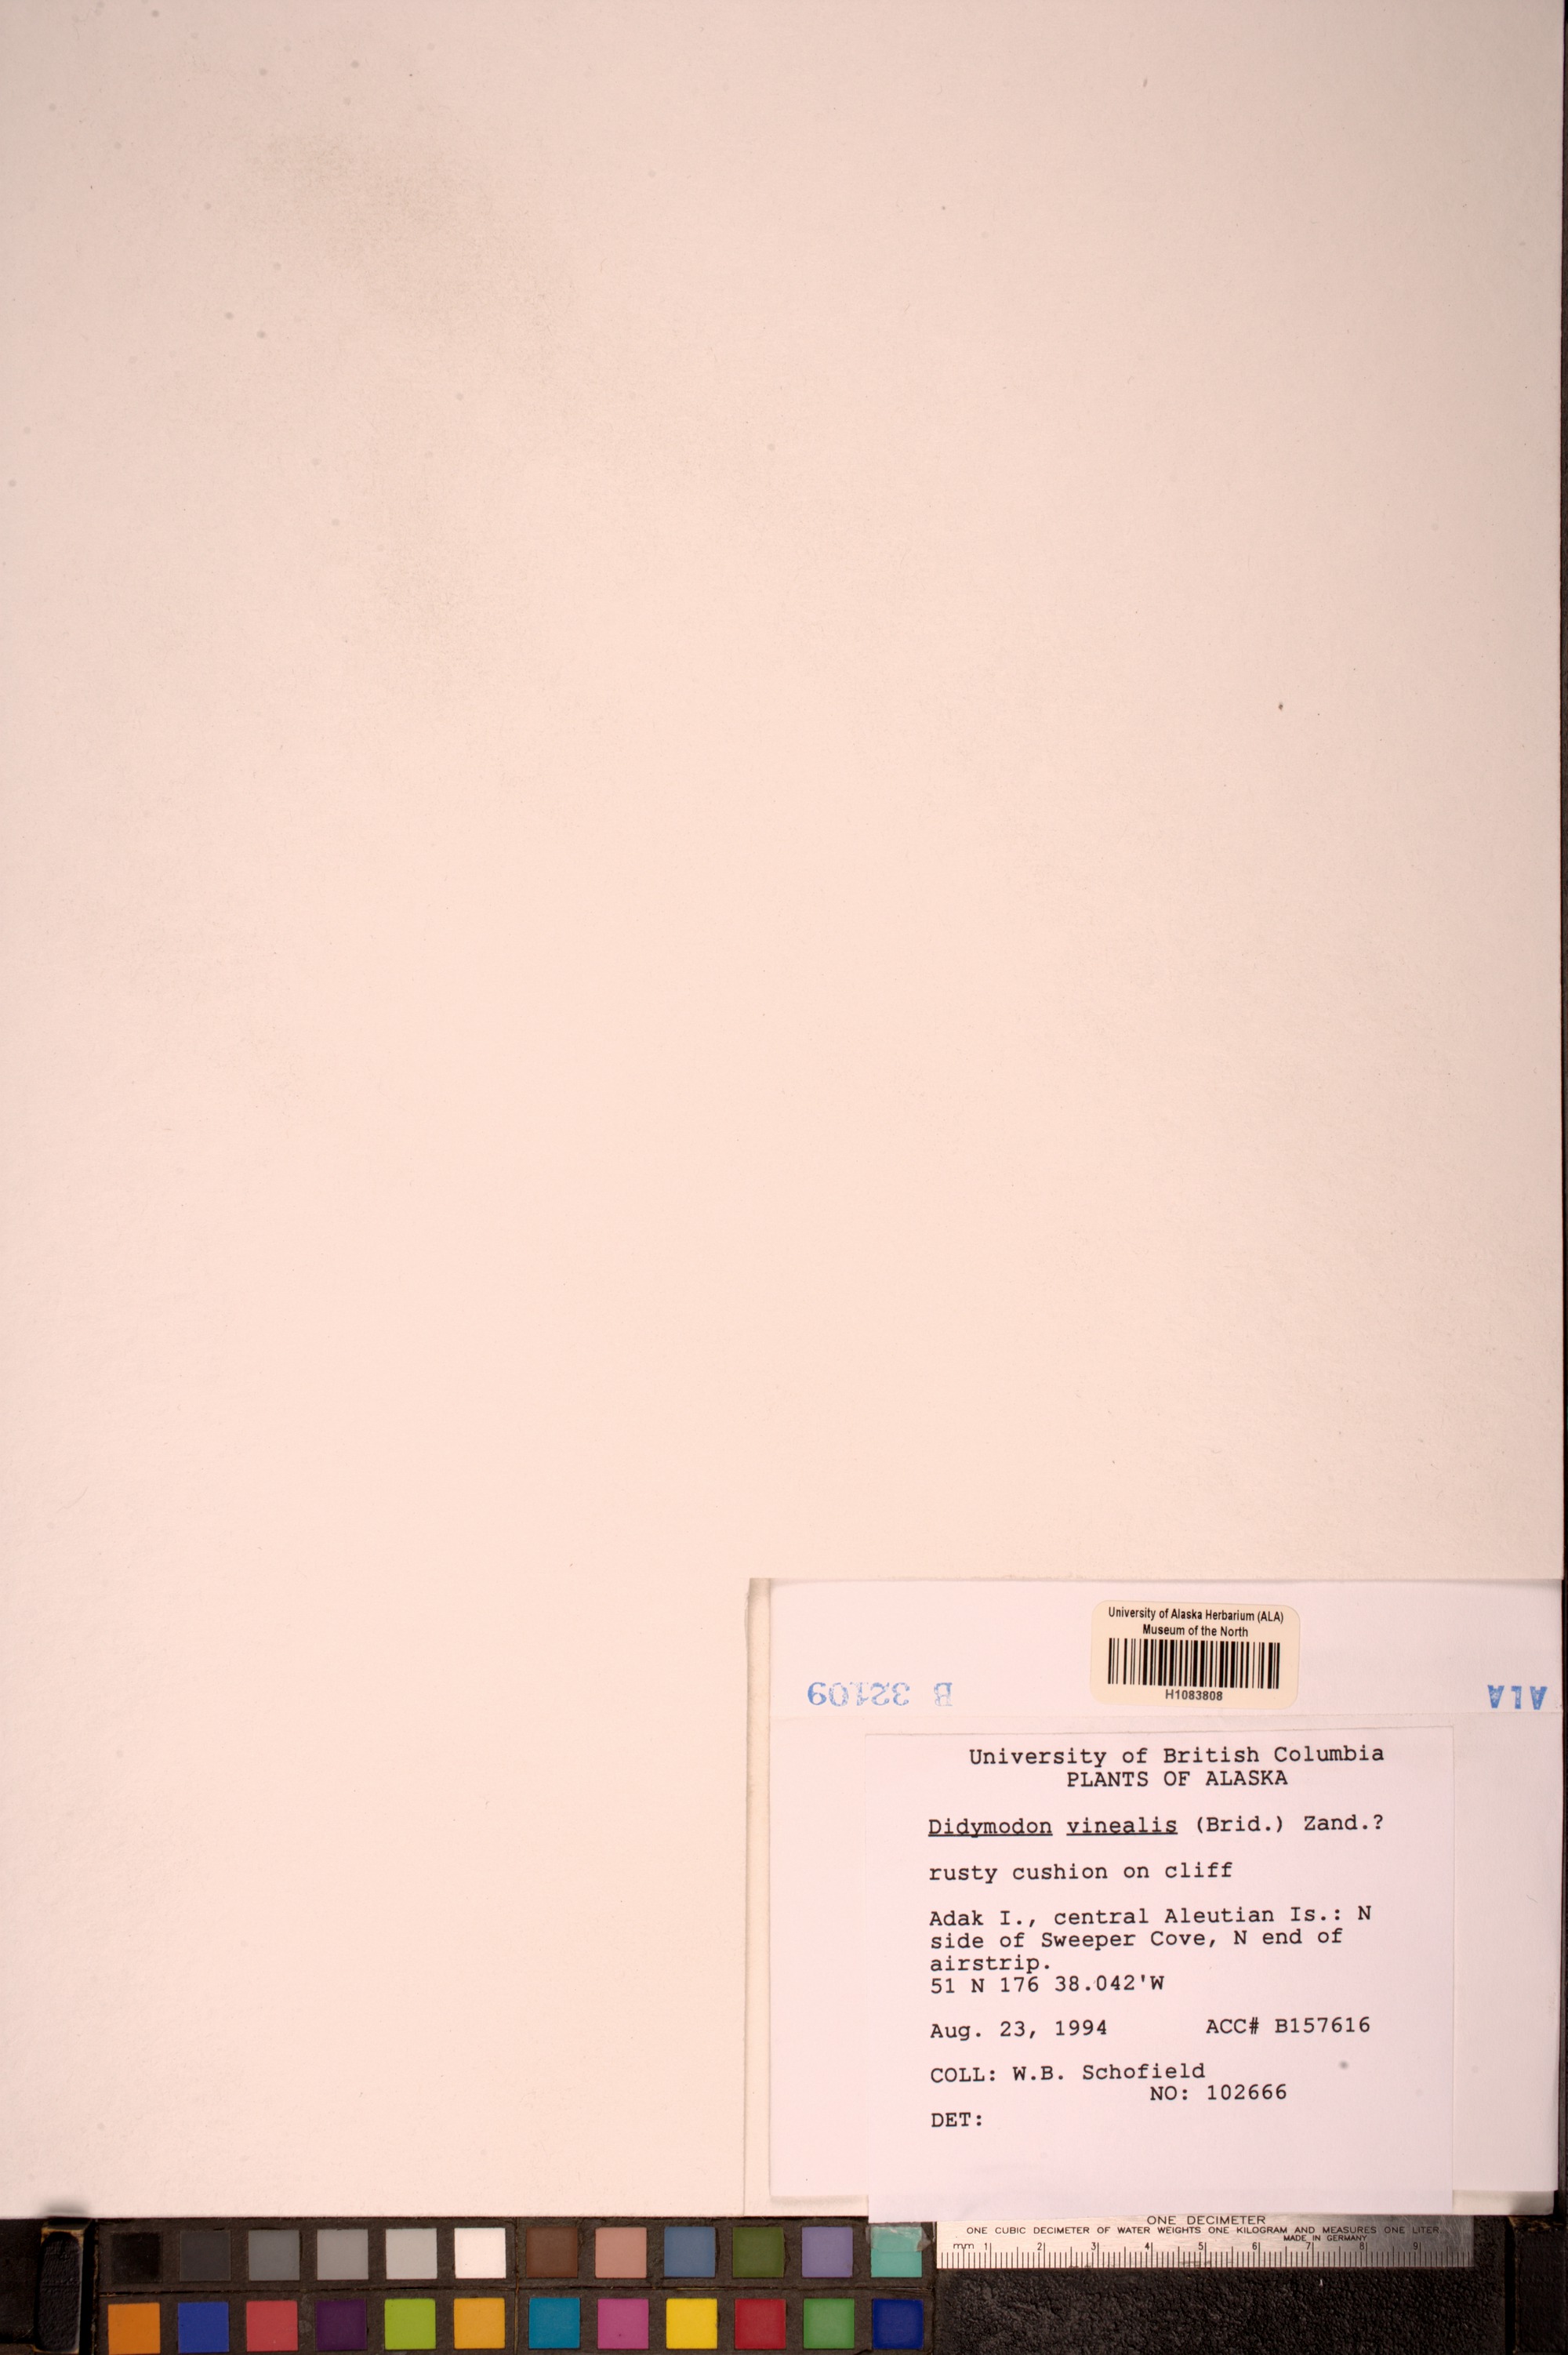 University of Alaska Herbarium (ALA)
Museum of the North
H1083808
B 32109
ALA
University of British Columbia
PLANTS OF ALASKA
Didymodon vinealis (Brid.) Zand.?
rusty cushion on cliff
Adak I., central Aleutian Is.: N
side of Sweeper Cove, N end of
airstrip.
51 N 176 38.042'W
Aug. 23, 1994 ACC# B157616
COLL: W.B. Schofield
NO: 102666
DET:
ONE DECIMETER
ONE CUBIC DECIMETER OF WATER WEIGHTS ONE KILOGRAM AND MEASURES ONE LITER
MADE IN GERMANY
mm 1 2 3 4 5 6 7 8 9